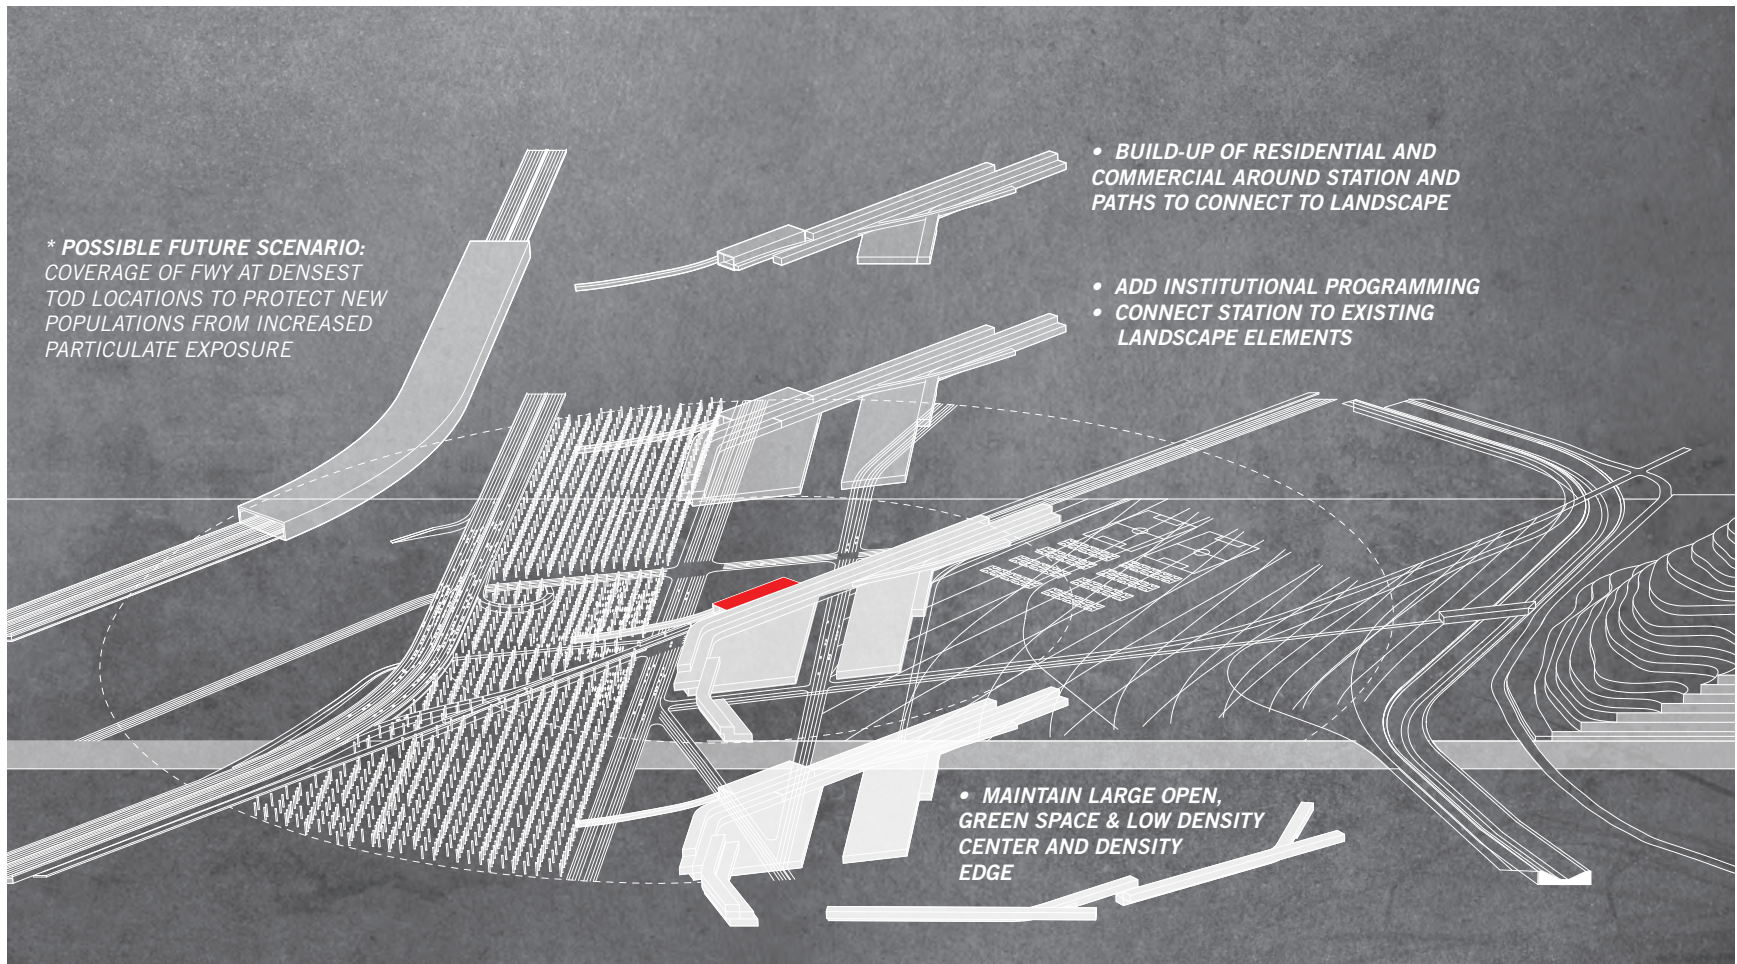 • BUILD-UP OF RESIDENTIAL AND
COMMERCIAL AROUND STATION AND
PATHS TO CONNECT TO LANDSCAPE
* POSSIBLE FUTURE SCENARIO:
COVERAGE OF FWY AT DENSEST
TOD LOCATIONS TO PROTECT NEW
POPULATIONS FROM INCREASED
PARTICULATE EXPOSURE
• ADD INSTITUTIONAL PROGRAMMING
• CONNECT STATION TO EXISTING
LANDSCAPE ELEMENTS
• MAINTAIN LARGE OPEN,
GREEN SPACE & LOW DENSITY
CENTER AND DENSITY
EDGE